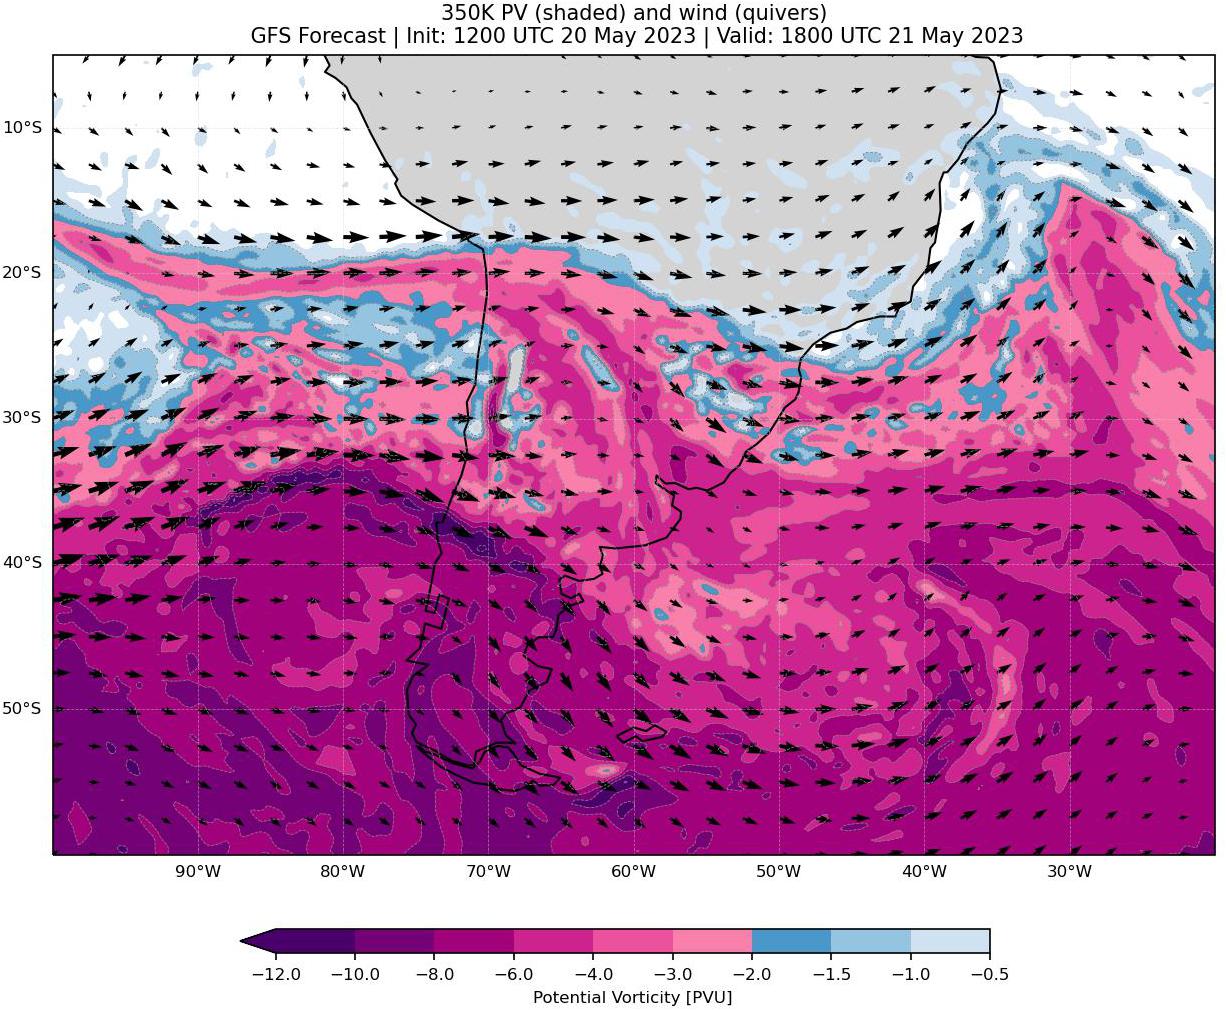 350K PV (shaded) and wind (quivers)
GFS Forecast | Init: 1200 UTC 20 May 2023 | Valid: 1800 UTC 21 May 2023
10°S
20°S
30°S
40°S
50°S
90°W 80°W 70°W 60°W 50°W 40°W 30°W
−12.0 −10.0 −8.0 −6.0 −4.0 −3.0 −2.0 −1.5 −1.0 −0.5
Potential Vorticity [PVU]